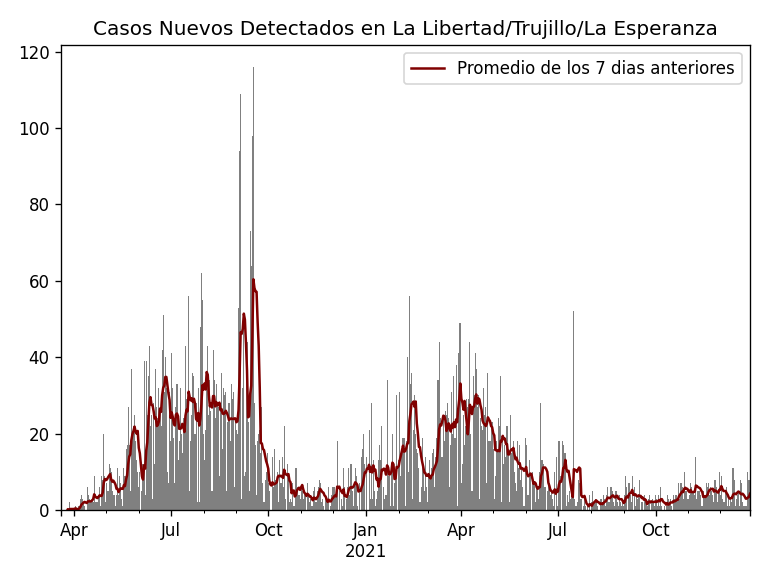 Casos Nuevos Detectados en La Libertad/Trujillo/La Esperanza
Promedio de los 7 dias anteriores
120
100
80
60
40
20
0
Apr Jul Oct Jan Apr Jul Oct
2021